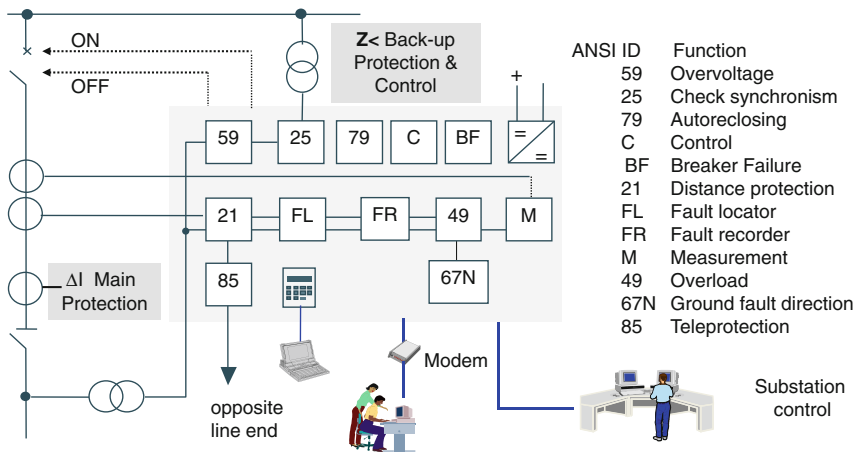 ON
OFF
Z< Back-up
Protection &
Control
+
=
=
59
25
79
C
BF
21
FL
FR
49
M
85
67N
ΔI Main
Protection
Modem
opposite
line end
Substation
control
ANSI ID Function
59 Overvoltage
25 Check synchronism
79 Autoreclosing
C Control
BF Breaker Failure
21 Distance protection
FL Fault locator
FR Fault recorder
M Measurement
49 Overload
67N Ground fault direction
85 Teleprotection